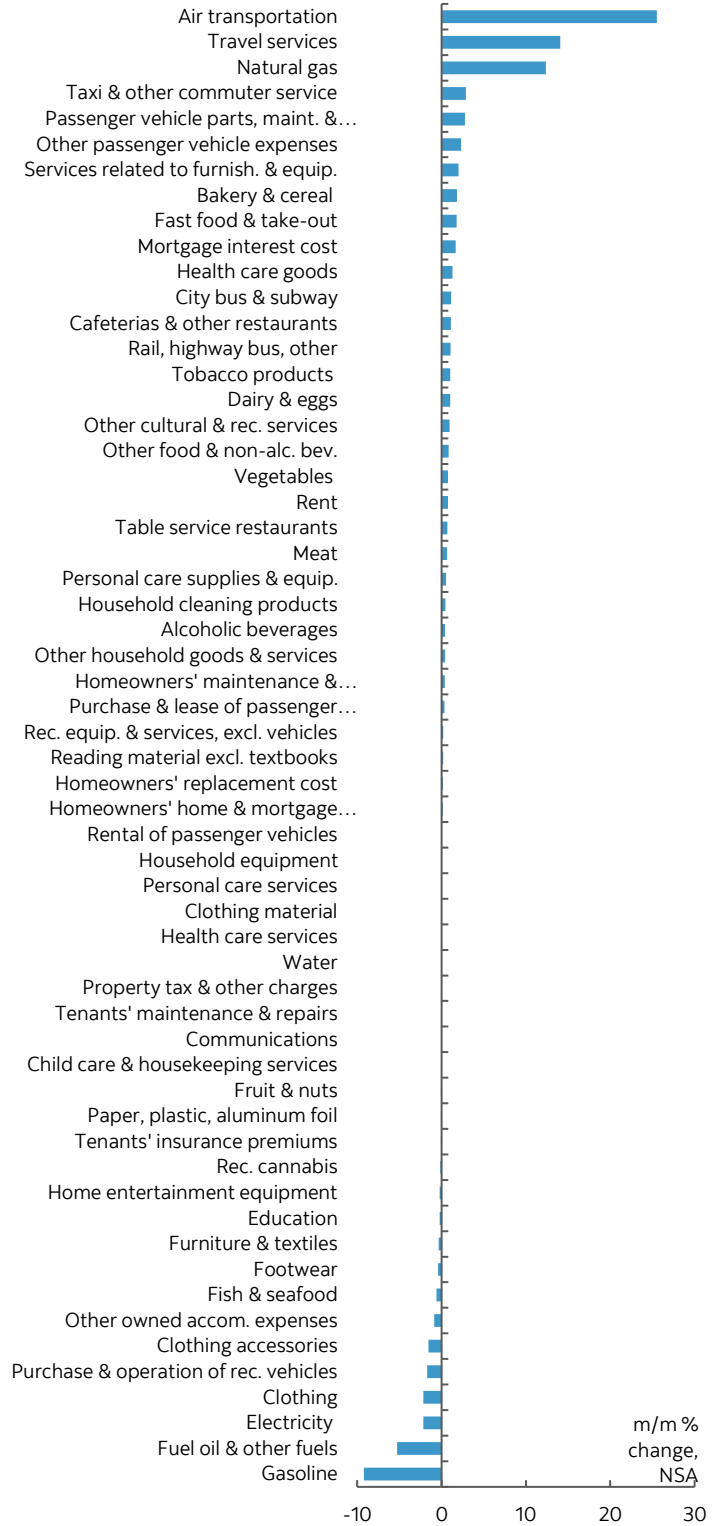 Air transportation
Travel services
Natural gas
Taxi & other commuter service
Passenger vehicle parts, maint. &…
Other passenger vehicle expenses
Services related to furnish. & equip.
Bakery & cereal
Fast food & take-out
Mortgage interest cost
Health care goods
City bus & subway
Cafeterias & other restaurants
Rail, highway bus, other
Tobacco products
Dairy & eggs
Other cultural & rec. services
Other food & non-alc. bev.
Vegetables
Rent
Table service restaurants
Meat
Personal care supplies & equip.
Household cleaning products
Alcoholic beverages
Other household goods & services
Homeowners' maintenance &…
Purchase & lease of passenger…
Rec. equip. & services, excl. vehicles
Reading material excl. textbooks
Homeowners' replacement cost
Homeowners' home & mortgage…
Rental of passenger vehicles
Household equipment
Personal care services
Clothing material
Health care services
Water
Property tax & other charges
Tenants' maintenance & repairs
Communications
Child care & housekeeping services
Fruit & nuts
Paper, plastic, aluminum foil
Tenants' insurance premiums
Rec. cannabis
Home entertainment equipment
Education
Furniture & textiles
Footwear
Fish & seafood
Other owned accom. expenses
Clothing accessories
Purchase & operation of rec. vehicles
Clothing
Electricity
Fuel oil & other fuels
Gasoline
m/m %
change,
NSA
-10 0 10 20 30